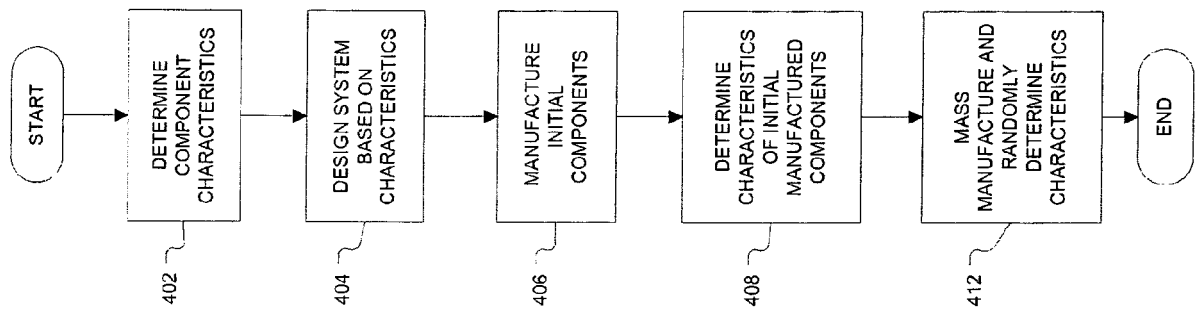 START
DETERMINE
COMPONENT
CHARACTERISTICS
402
DESIGN SYSTEM
BASED ON
CHARACTERISTICS
404
MANUFACTURE
INITIAL
COMPONENTS
406
DETERMINE
CHARACTERISTICS
OF INITIAL
MANUFACTURED
COMPONENTS
408
MASS
MANUFACTURE AND
RANDOMLY
DETERMINE
CHARACTERISTICS
412
END